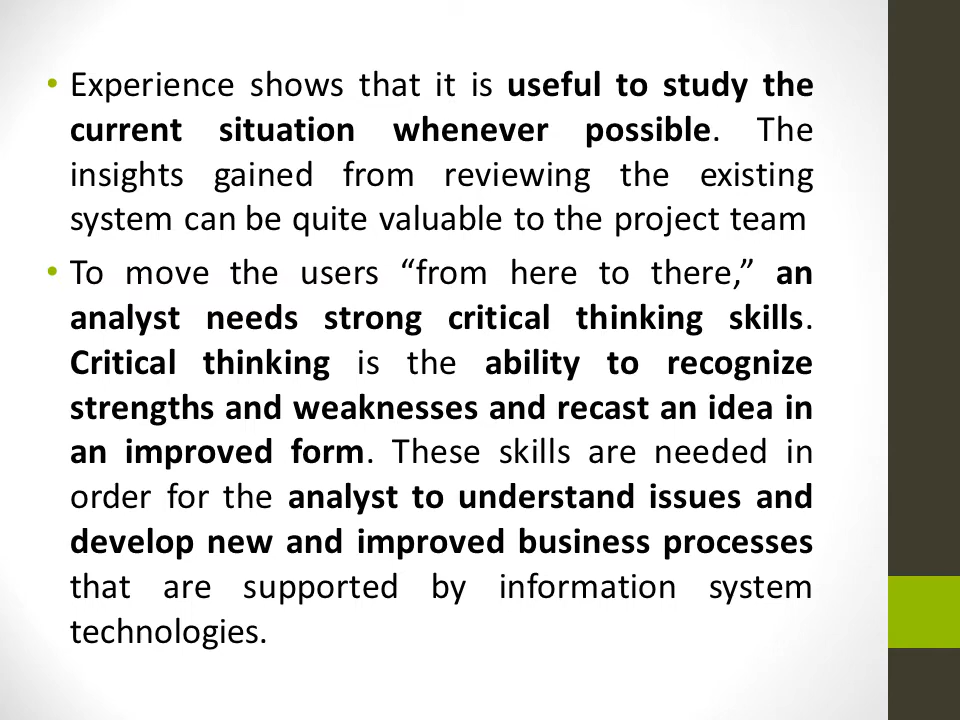 • Experience shows that it is useful to study the
current situation whenever possible. The
insights gained from reviewing the existing
system can be quite valuable to the project team
• To move the users “from here to there,” an
analyst needs strong critical thinking skills.
Critical thinking is the ability to recognize
strengths and weaknesses and recast an idea in
an improved form. These skills are needed in
order for the analyst to understand issues and
develop new and improved business processes
that are supported by information system
technologies.